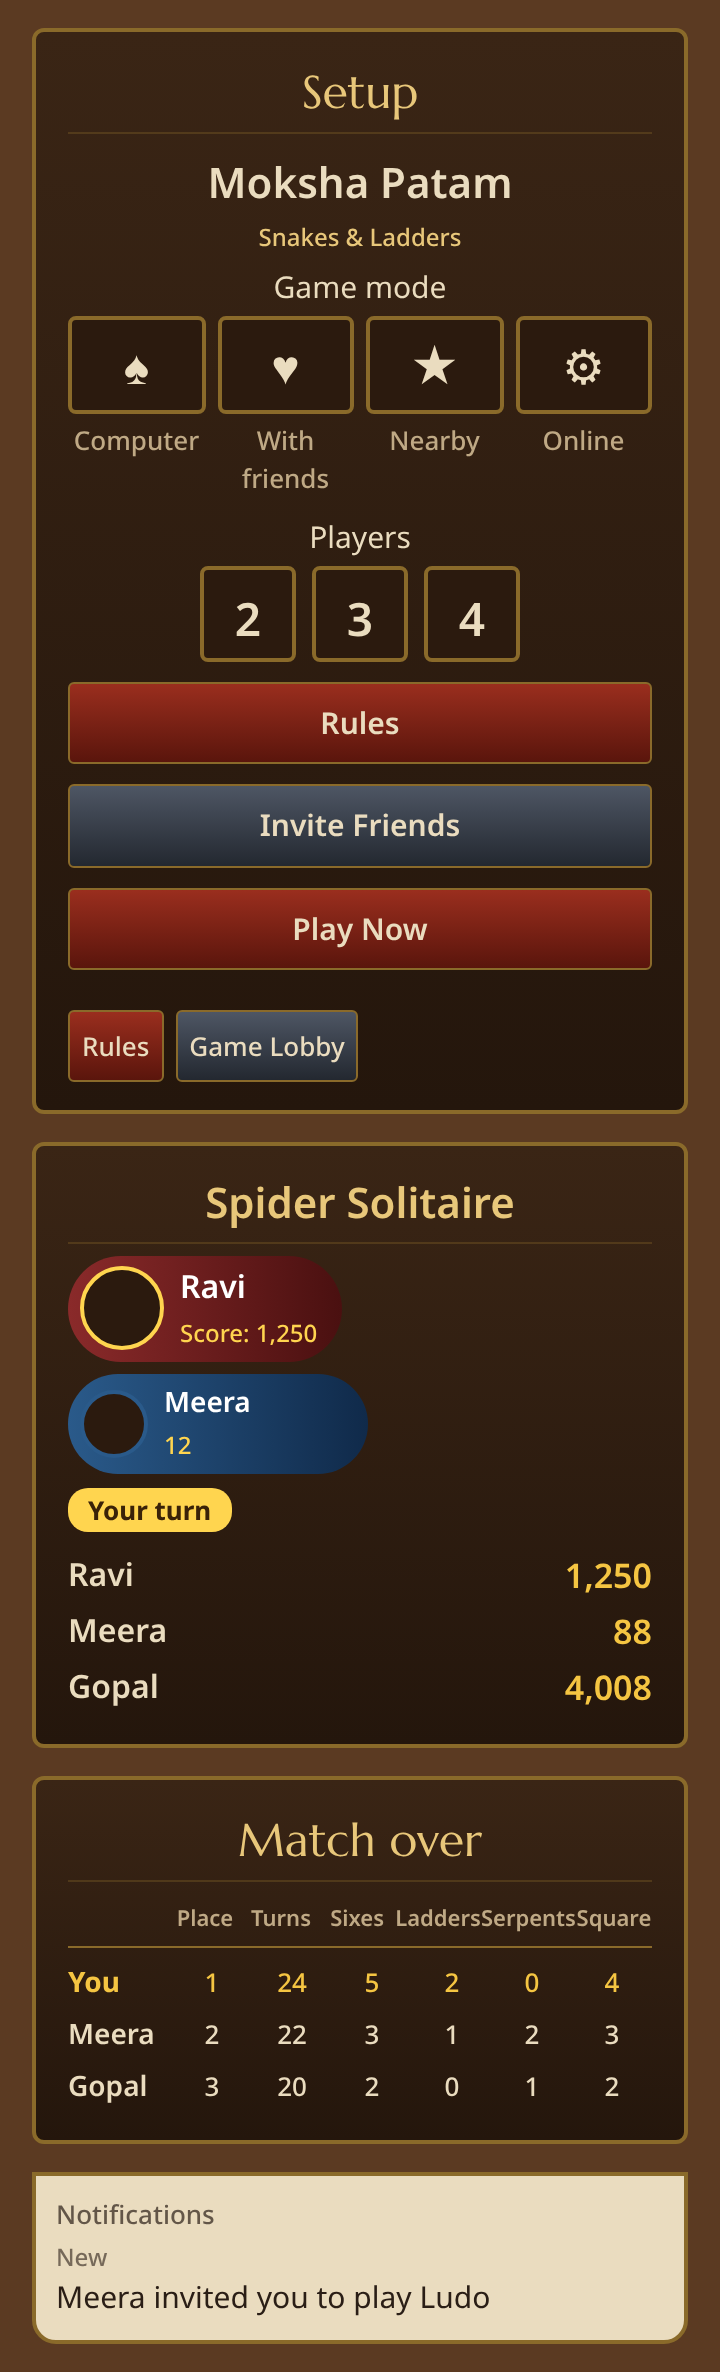 Setup
Moksha Patam
Snakes & Ladders
Game mode
♠ ♥ ★ ⚙
Computer With friends Nearby Online
Players
2 3 4
Rules
Invite Friends
Play Now
Rules Game Lobby
Spider Solitaire
Ravi
Score: 1,250
Meera
12
Your turn
Ravi 1,250
Meera 88
Gopal 4,008
Match over
Place Turns Sixes Ladders Serpents Square
You 1 24 5 2 0 4
Meera 2 22 3 1 2 3
Gopal 3 20 2 0 1 2
Notifications
New
Meera invited you to play Ludo